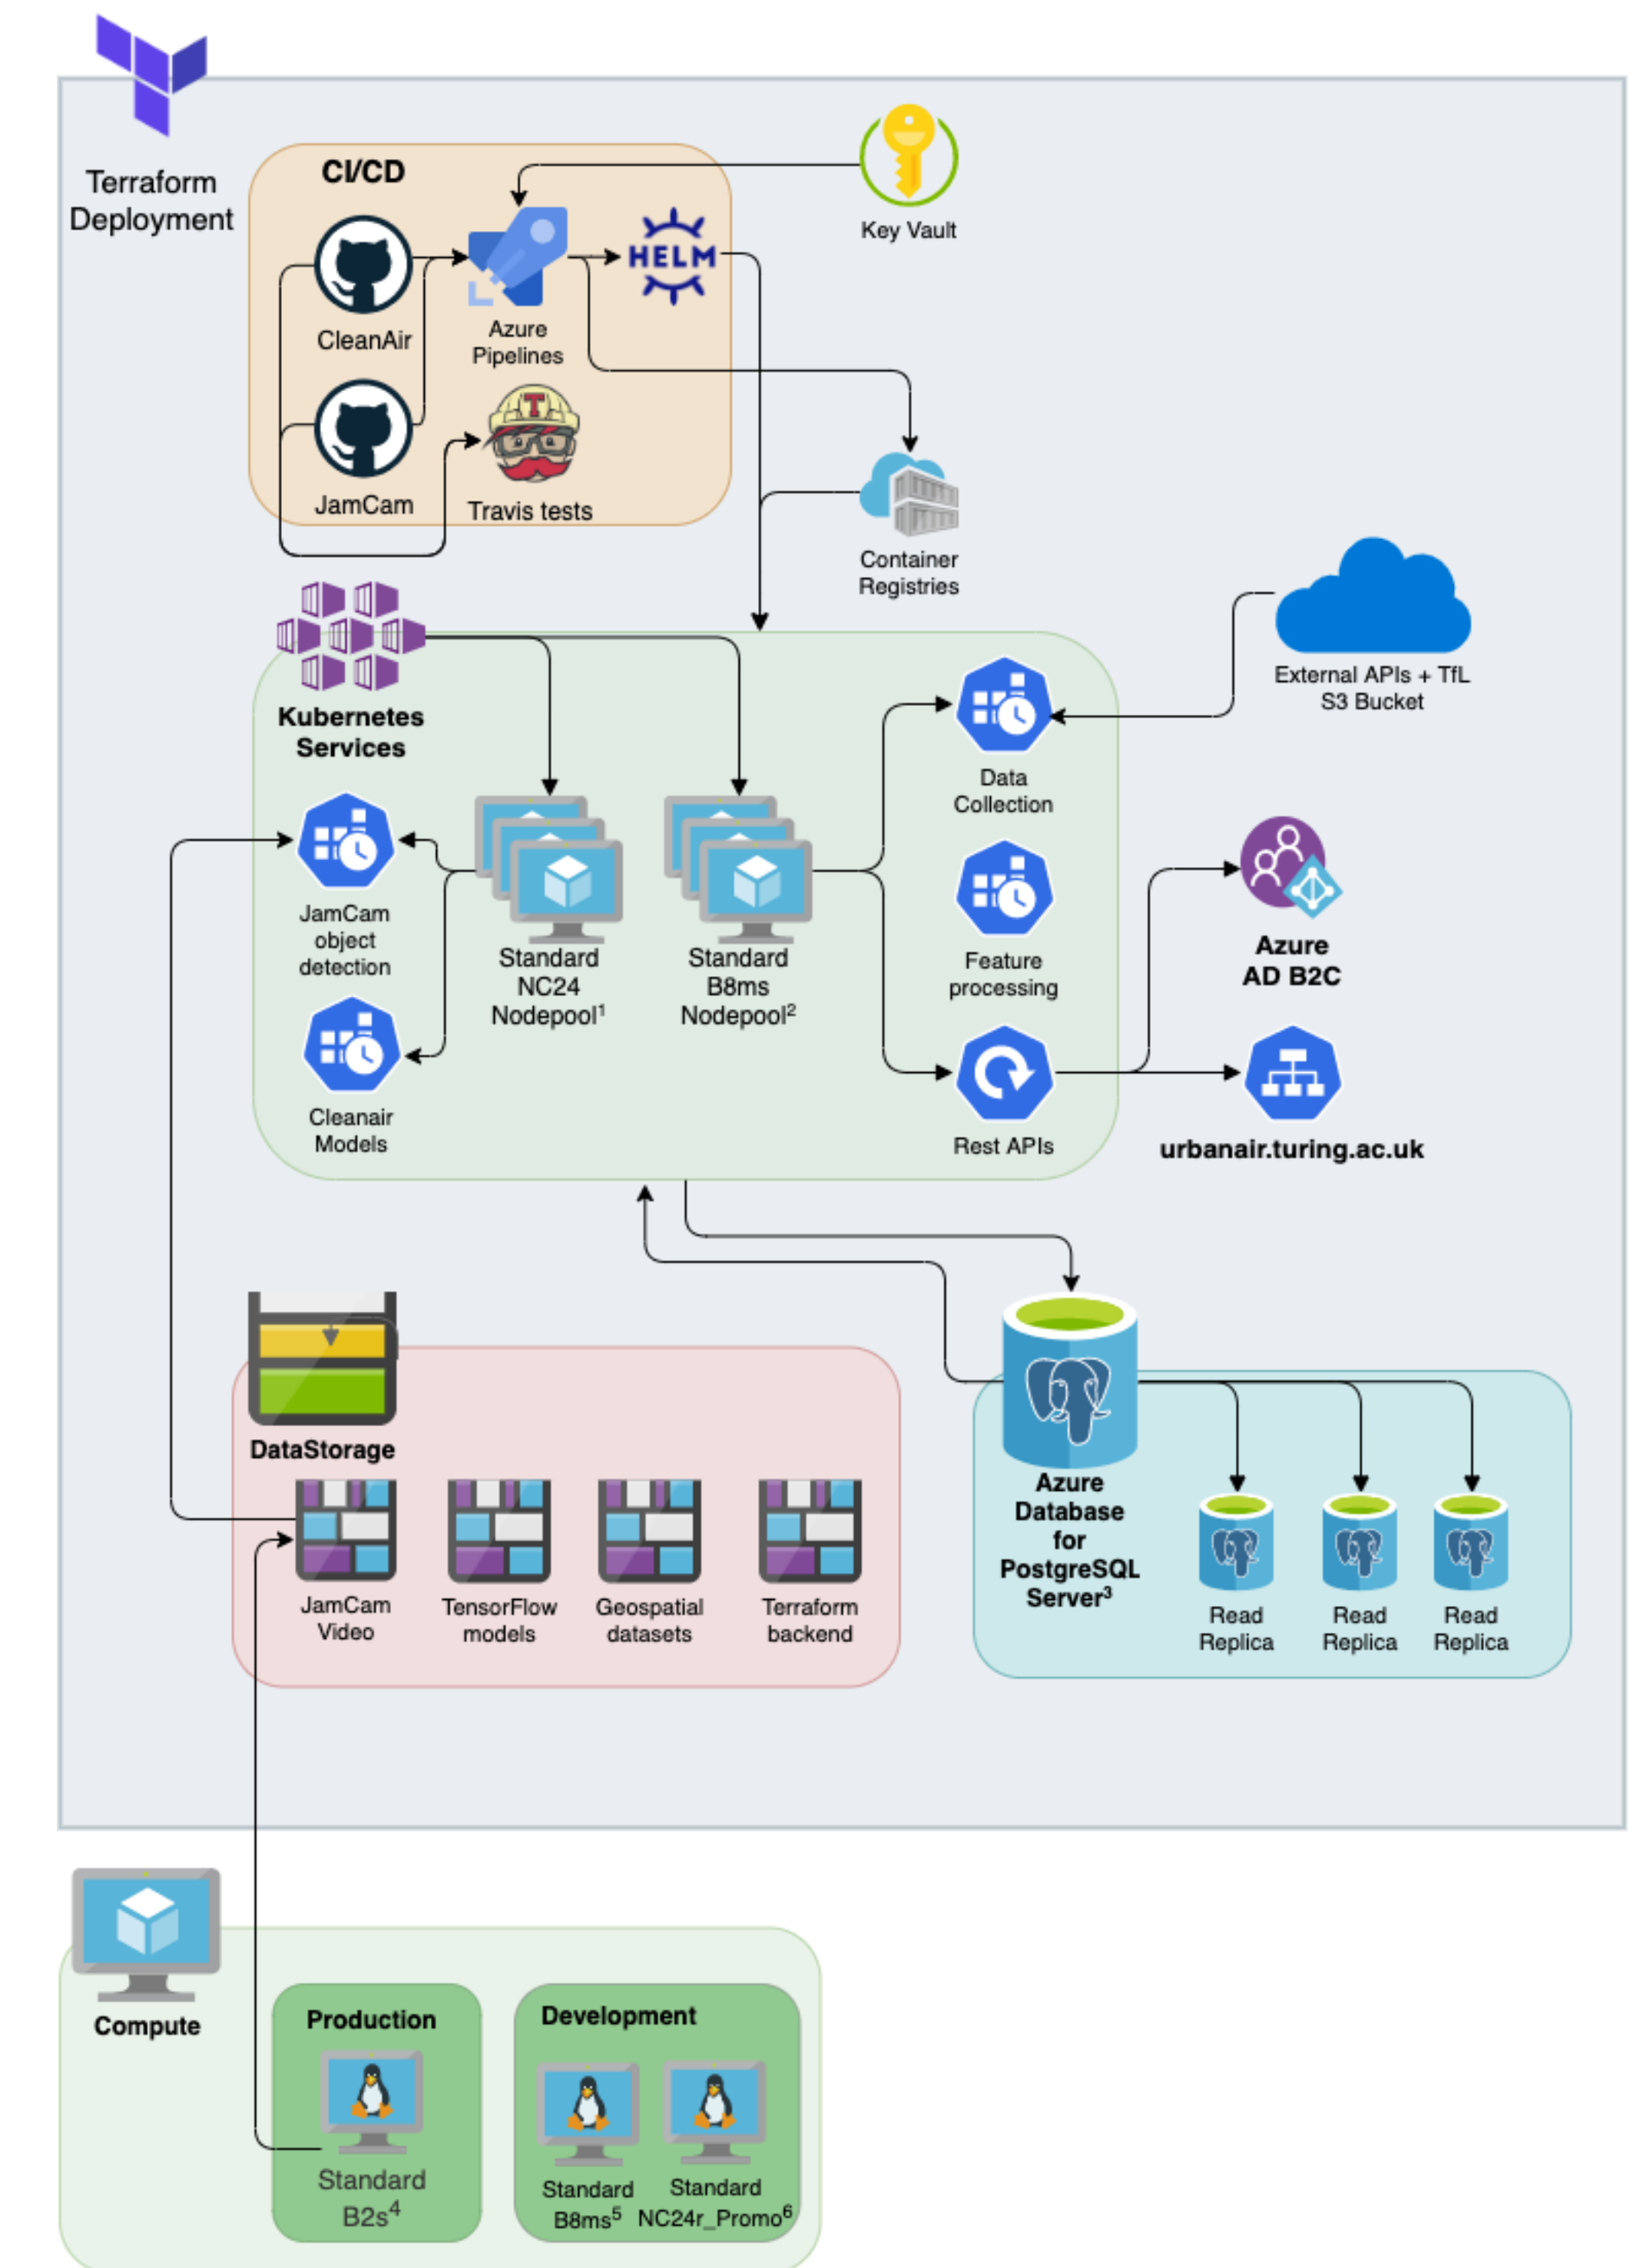 Terraform
Deployment
CI/CD
Key Vault
HELM
CleanAir
Azure
Pipelines
T
JamCam
Travis tests
Container
Registries
External APIs + TfL
S3 Bucket
Kubernetes
Services
Data
Collection
JamCam
object
detection
Standard
NC24
Nodepool¹
Standard
B8ms
Nodepool²
Feature
processing
Azure
AD B2C
Cleanair
Models
Rest APIs
urbanair.turing.ac.uk
DataStorage
JamCam
Video
TensorFlow
models
Geospatial
datasets
Terraform
backend
Azure
Database
for
PostgreSQL
Server³
Read
Replica
Read
Replica
Read
Replica
Compute
Production
Standard
B2s⁴
Development
Standard
B8ms⁵
Standard
NC24r_Promo⁶